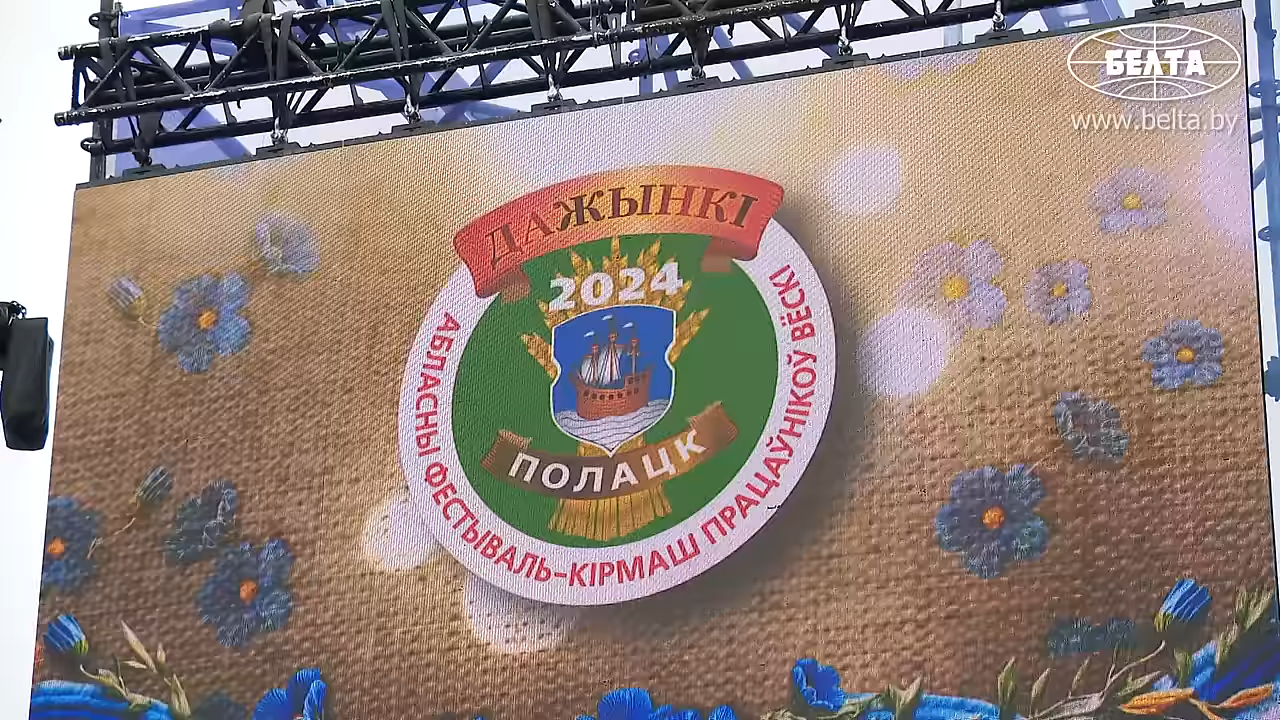 БЕЛТА
www.belta.by
ДАЖЫНКІ
2024
ПОЛАЦК
АБЛАСНЫ ФЕСТЫВАЛЬ-КІРМАШ ПРАЦАЎНІКОЎ ВЁСКІ